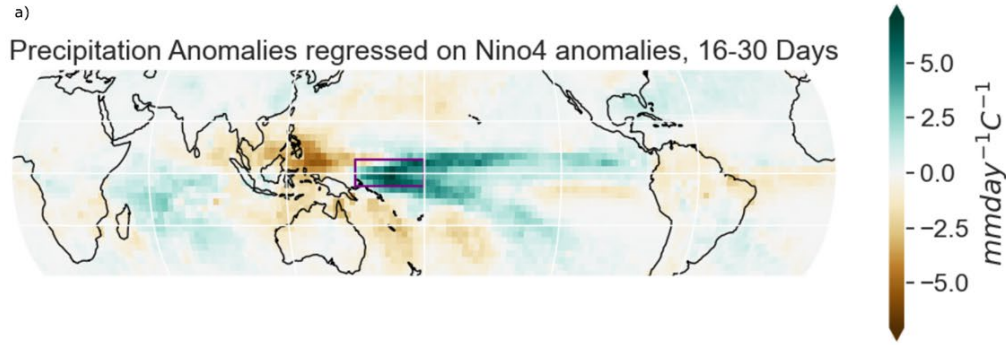 a)
Precipitation Anomalies regressed on Nino4 anomalies, 16-30 Days
5.0
2.5
0.0
−2.5
−5.0
mmday⁻¹C⁻¹